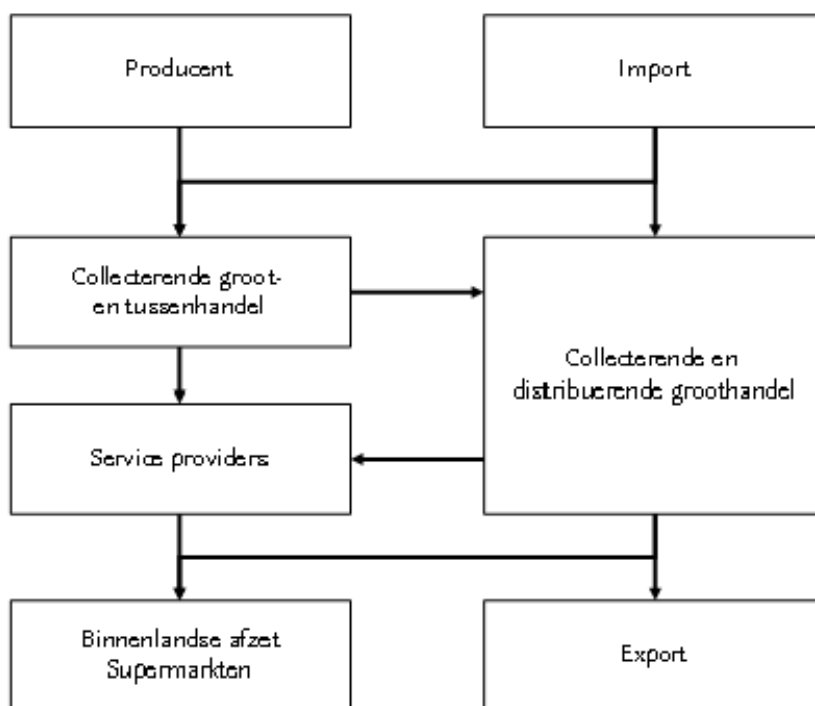 Producent
Import
Collecterende groot-
en tussenhandel
Collecterende en
distribuerende groothandel
Service providers
Binnenlandse afzet
Supermarkten
Export